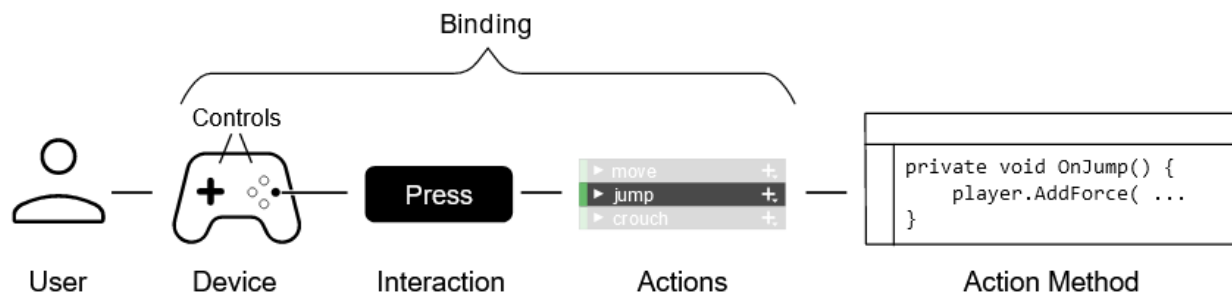 Binding
Controls
Press
move
jump
crouch
private void OnJump() {
player.AddForce( ...
}
User
Device
Interaction
Actions
Action Method